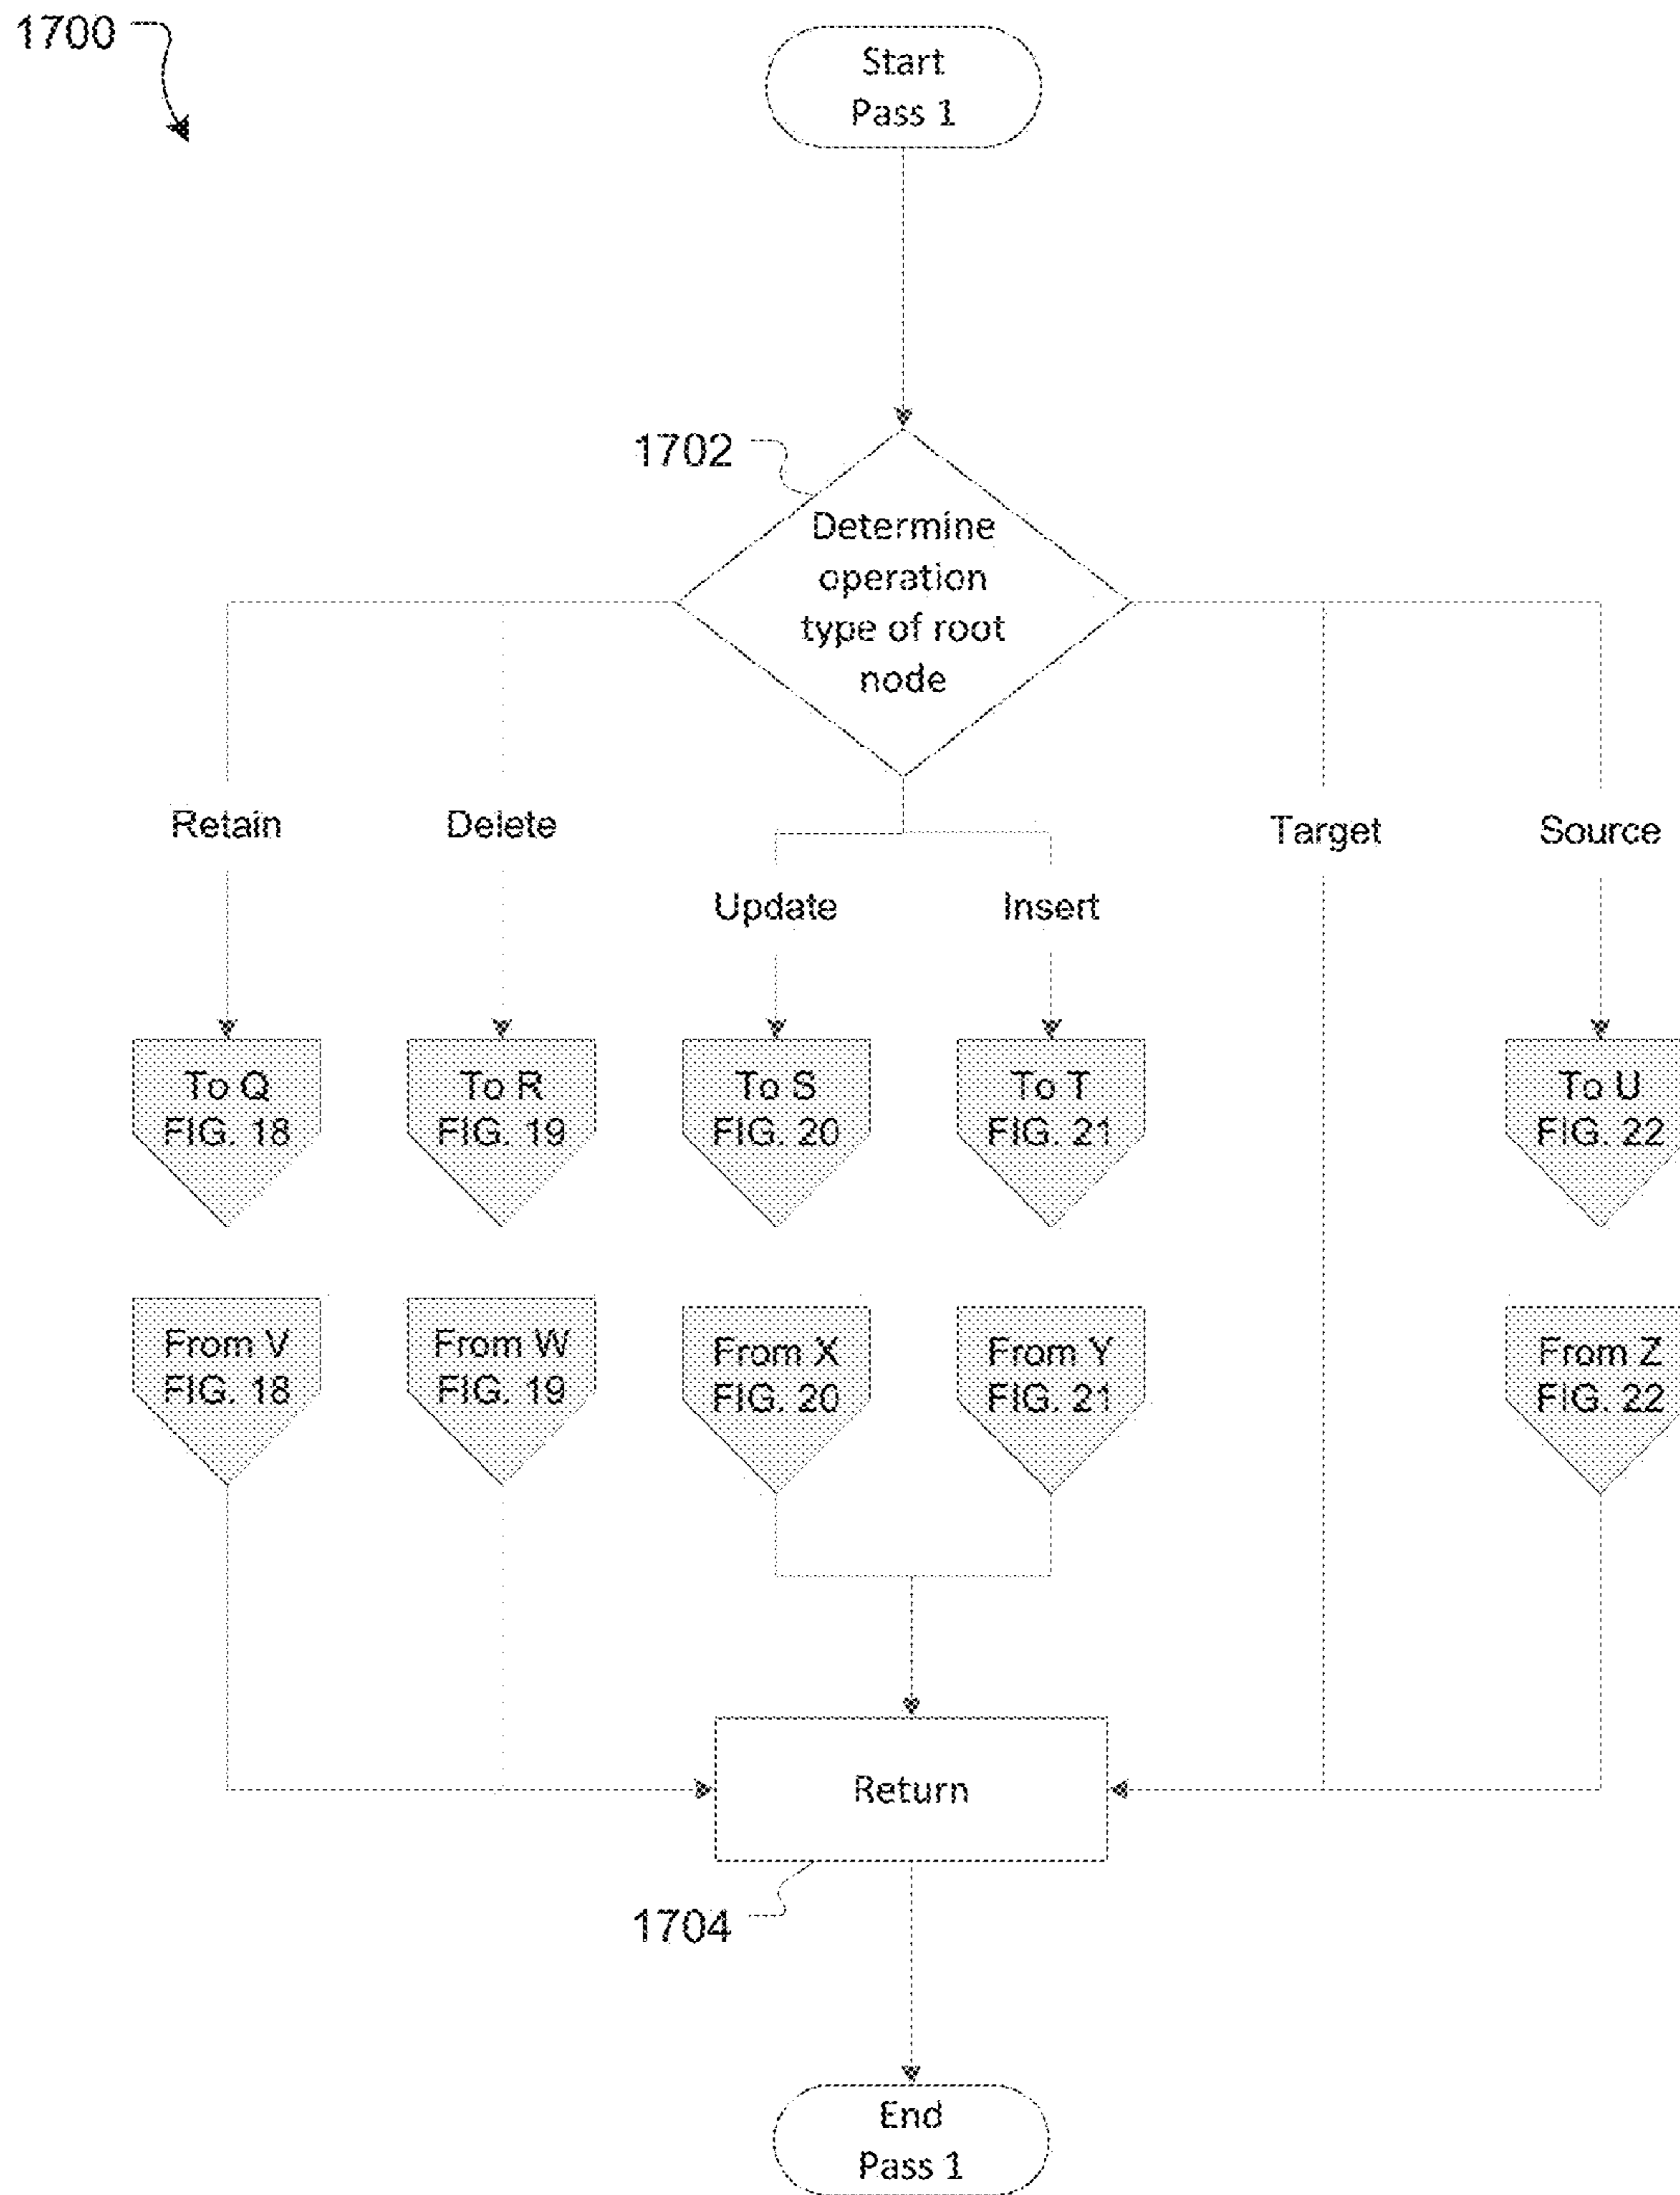 1700
Start
Pass 1
1702
Determine
operation
type of root
node
Retain
Delete
Target
Source
Update
Insert
To Q
FIG. 18
To R
FIG. 19
To S
FIG. 20
To T
FIG. 21
To U
FIG. 22
From V
FIG. 18
From W
FIG. 19
From X
FIG. 20
From Y
FIG. 21
From Z
FIG. 22
Return
1704
End
Pass 1